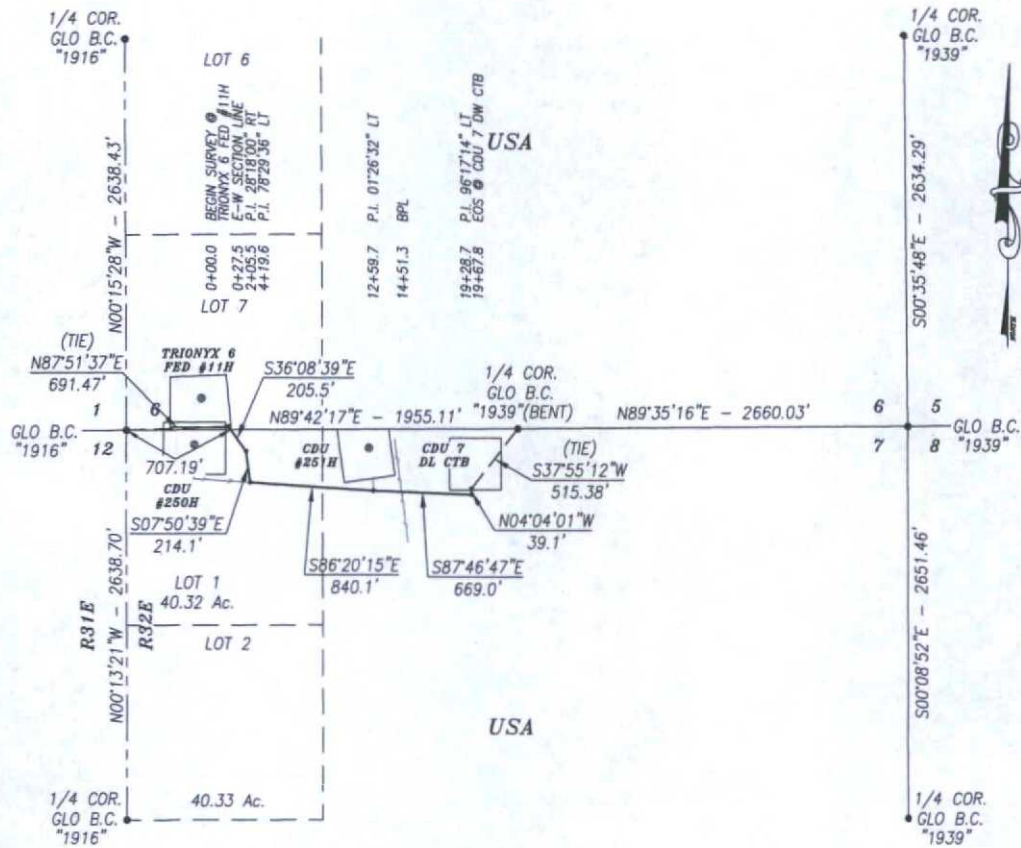 1/4 COR.
GLO B.C.
"1916"
LOT 6
N00°15'28"W - 2638.43'
0+00.0 BEGIN SURVEY @
TRIONYX 6 FED #11H
0+27.5 E-W SECTION LINE
2+05.5 P.I. 28°18'00" RT
4+19.6 P.I. 78°29'36" LT
12+59.7 P.I. 01°26'32" LT
14+51.3 BPL
19+28.7 P.I. 96°17'14" LT
19+67.8 EOS @ CDU 7 DW CTB
USA
1/4 COR.
GLO B.C.
"1939"
S00°35'48"E - 2634.29'
NORTH
LOT 7
(TIE)
N87°51'37"E
691.47'
TRIONYX 6
FED #11H
S36°08'39"E
205.5'
1/4 COR.
GLO B.C.
"1939"(BENT)
N89°42'17"E - 1955.11'
N89°35'16"E - 2660.03'
1
6
6
5
GLO B.C.
"1916"
12
7
8
GLO B.C.
"1939"
707.19'
CDU
#250H
CDU
#251H
CDU 7
DL CTB
(TIE)
S37°55'12"W
515.38'
S07°50'39"E
214.1'
N04°04'01"W
39.1'
S86°20'15"E
840.1'
S87°46'47"E
669.0'
LOT 1
40.32 Ac.
LOT 2
R31E
R32E
N00°13'21"W - 2638.70'
S00°08'52"E - 2651.46'
USA
1/4 COR.
GLO B.C.
"1916"
40.33 Ac.
1/4 COR.
GLO B.C.
"1939"